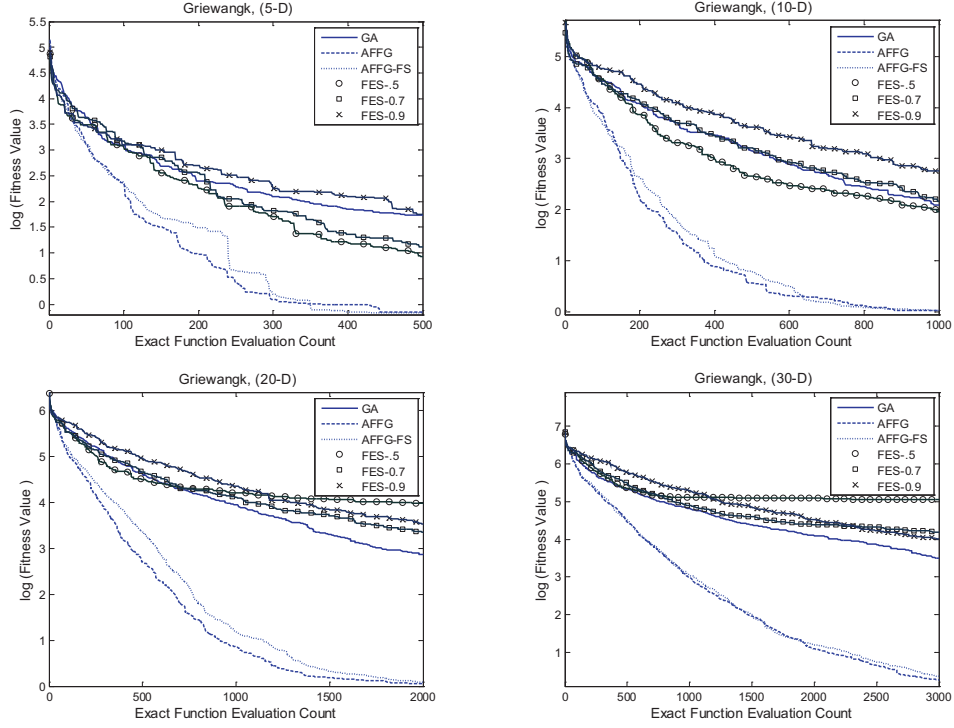 Griewangk, (5-D)
log (Fitness Value)
5.5
5
4.5
4
3.5
3
2.5
2
1.5
1
0.5
0
0 100 200 300 400 500
Exact Function Evaluation Count
GA
AFFG
AFFG-FS
FES-.5
FES-0.7
FES-0.9
Griewangk, (10-D)
log (Fitness Value )
5
4
3
2
1
0
0 200 400 600 800 1000
Exact Function Evaluation Count
GA
AFFG
AFFG-FS
FES-.5
FES-0.7
FES-0.9
Griewangk, (20-D)
log (Fitness Value )
6
5
4
3
2
1
0
0 500 1000 1500 2000
Exact Function Evaluation Count
GA
AFFG
AFFG-FS
FES-.5
FES-0.7
FES-0.9
Griewangk, (30-D)
log (Fitness Value )
7
6
5
4
3
2
1
0
0 500 1000 1500 2000 2500 3000
Exact Function Evaluation Count
GA
AFFG
AFFG-FS
FES-.5
FES-0.7
FES-0.9